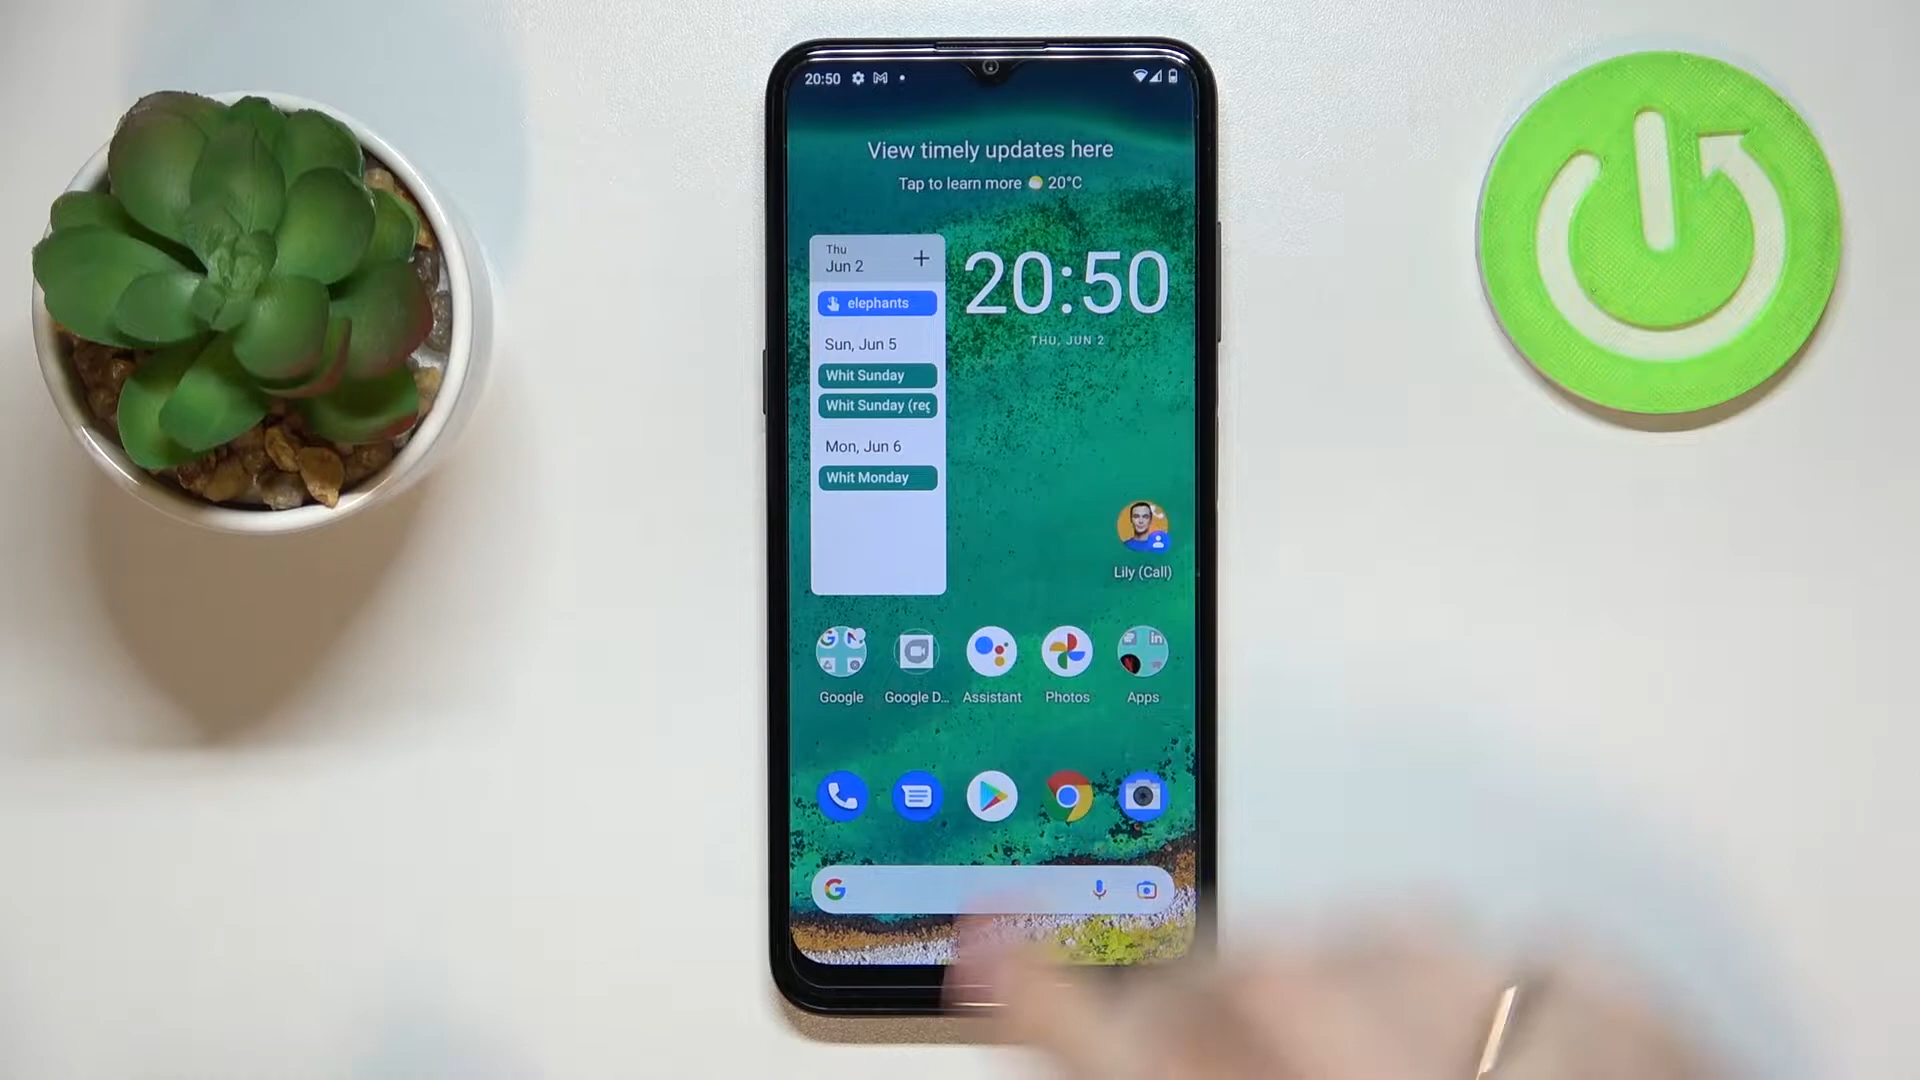 20:50
View timely updates here
Tap to learn more 20°C
Thu
Jun 2
elephants
Sun, Jun 5
Whit Sunday
Whit Sunday (reg
Mon, Jun 6
Whit Monday
20:50
THU, JUN 2
Lily (Call)
Google
Google D...
Assistant
Photos
Apps